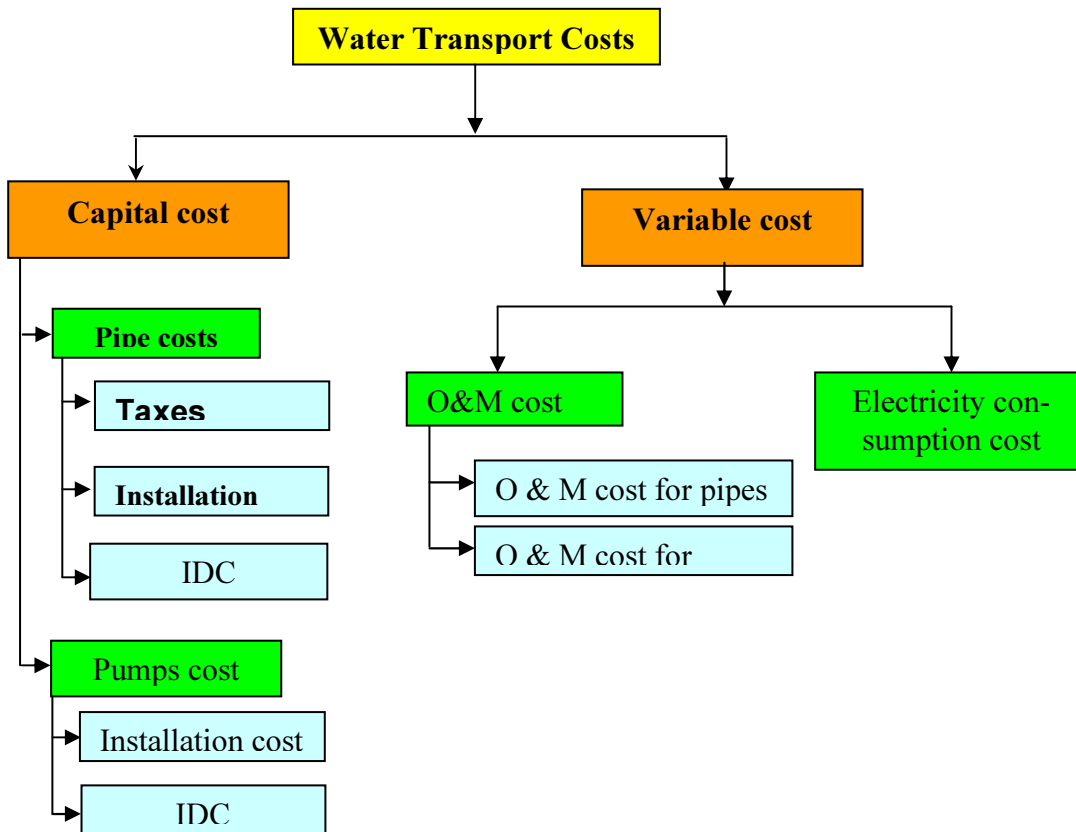 Water Transport Costs
Capital cost
Variable cost
Pipe costs
Taxes
Installation
IDC
Pumps cost
Installation cost
IDC
O&M cost
O & M cost for pipes
O & M cost for
Electricity con-
sumption cost